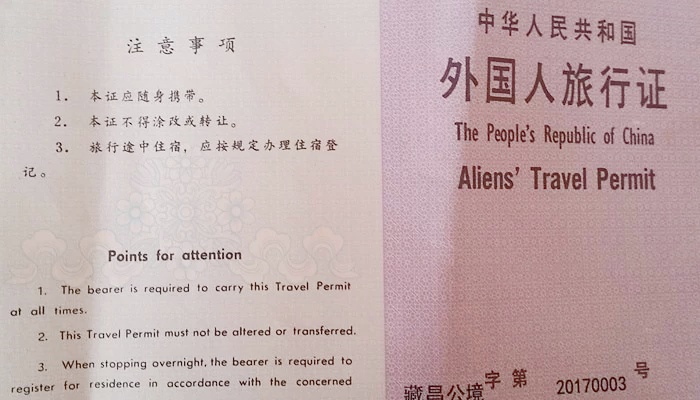 注意事项
1. 本证应随身携带。
2. 本证不得涂改或转让。
3. 旅行途中住宿，应按规定办理住宿登
记。
Points for attention
1. The bearer is required to carry this Travel Permit
at all times.
2. This Travel Permit must not be altered or transferred.
3. When stopping overnight, the bearer is required to
register for residence in accordance with the concerned
中华人民共和国
外国人旅行证
The People's Republic of China
Aliens' Travel Permit
藏昌公境字第 20170003 号